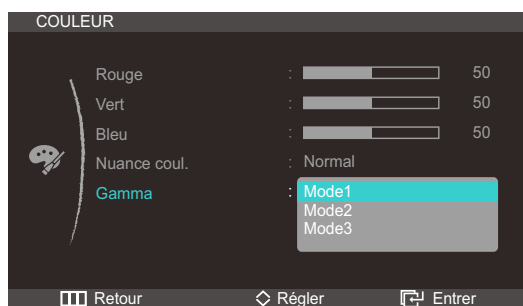 COULEUR
Rouge : 50
Vert : 50
Bleu : 50
Nuance coul. : Normal
Gamma : Mode1
Mode2
Mode3
Retour Régler Entrer